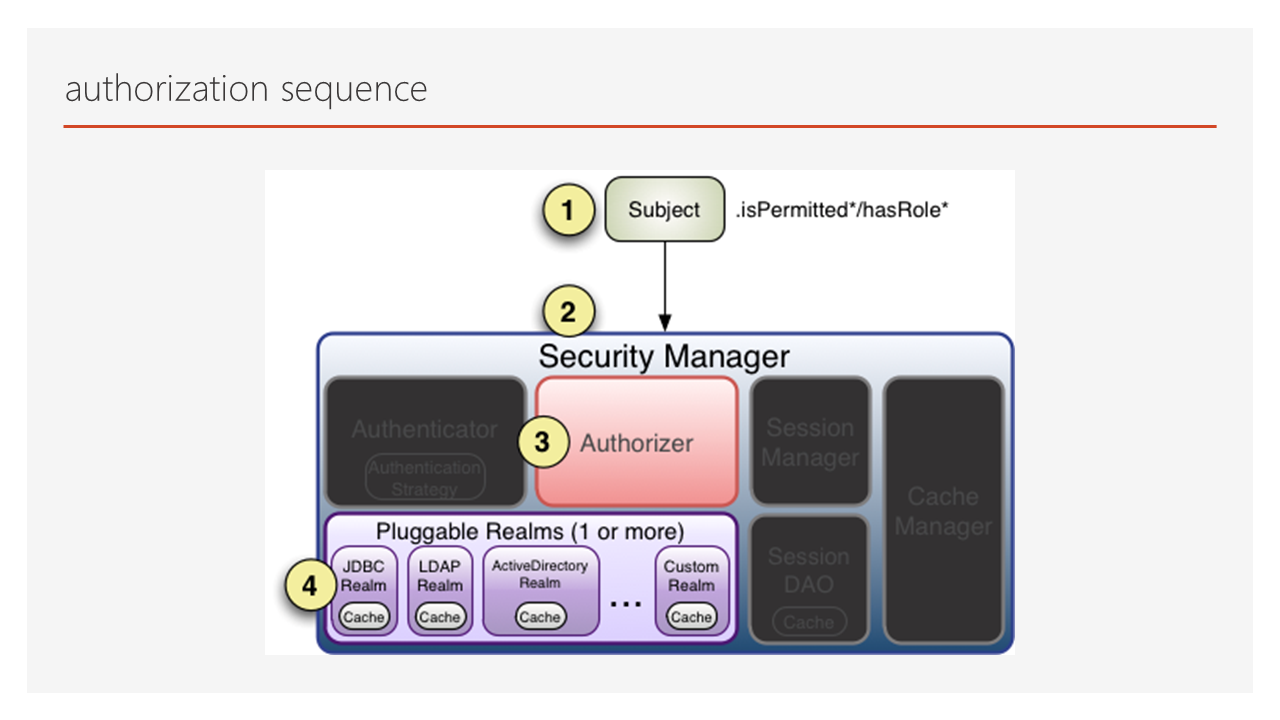 authorization sequence
1
Subject
.isPermitted*/hasRole*
2
Security Manager
Authenticator
Authentication
Strategy
3
Authorizer
Session
Manager
Cache
Manager
Pluggable Realms (1 or more)
4
JDBC
Realm
Cache
LDAP
Realm
Cache
ActiveDirectory
Realm
Cache
...
Custom
Realm
Cache
Session
DAO
Cache